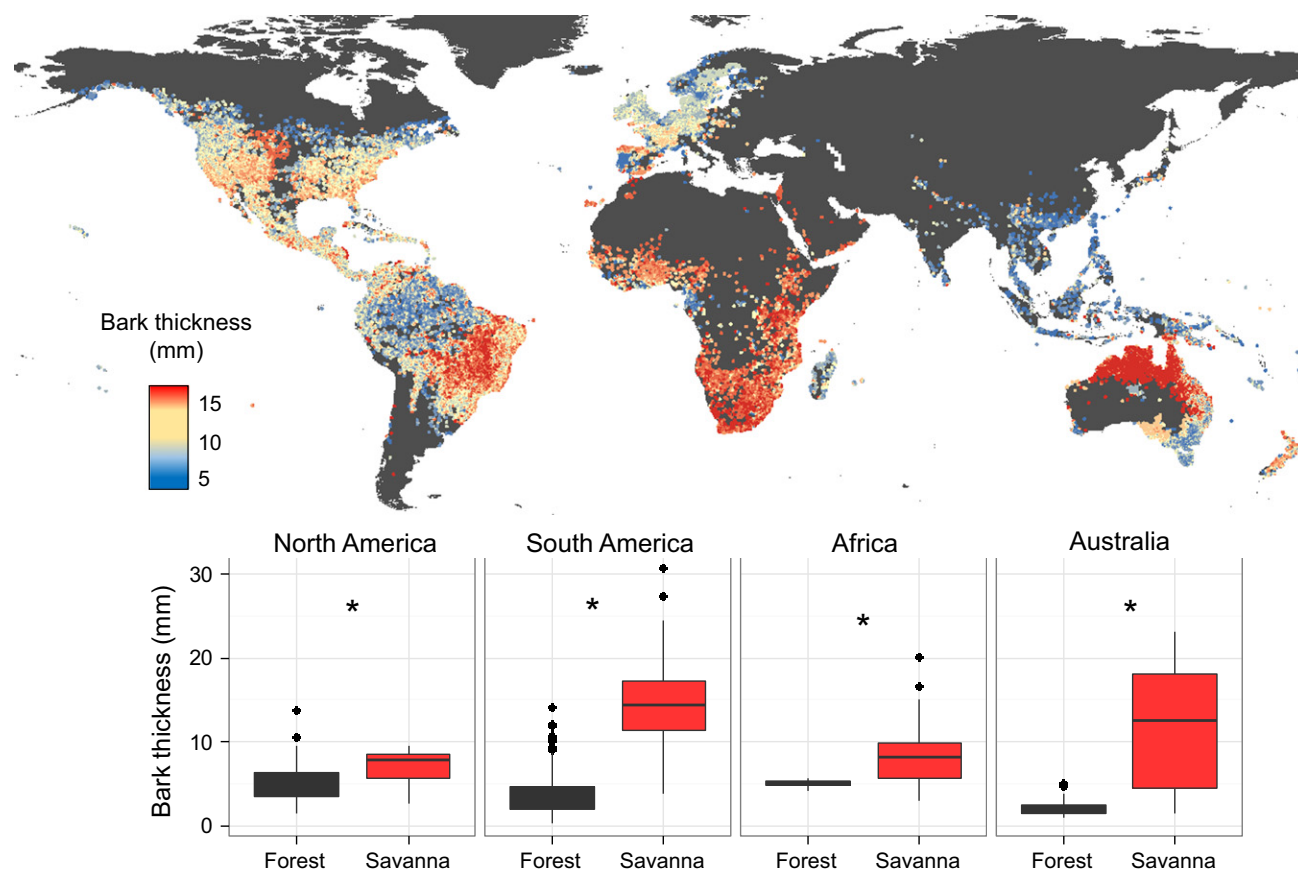 Bark thickness
(mm)
15
10
5
North America
South America
Africa
Australia
Bark thickness (mm)
30
20
10
0
*
*
*
*
Forest
Savanna
Forest
Savanna
Forest
Savanna
Forest
Savanna